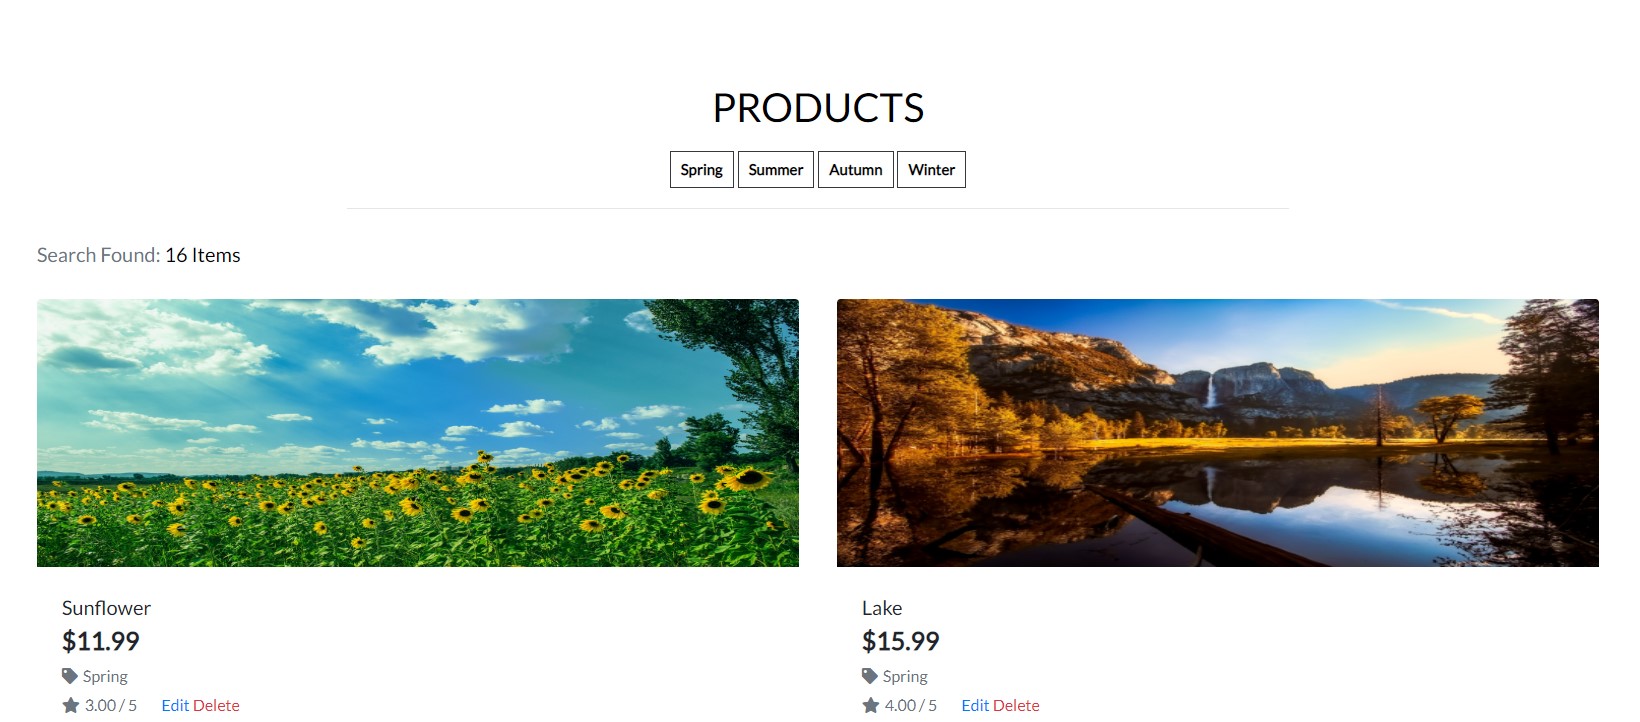 PRODUCTS
Spring Summer Autumn Winter
Search Found: 16 Items
Sunflower
$11.99
Spring
3.00 / 5 Edit Delete
Lake
$15.99
Spring
4.00 / 5 Edit Delete